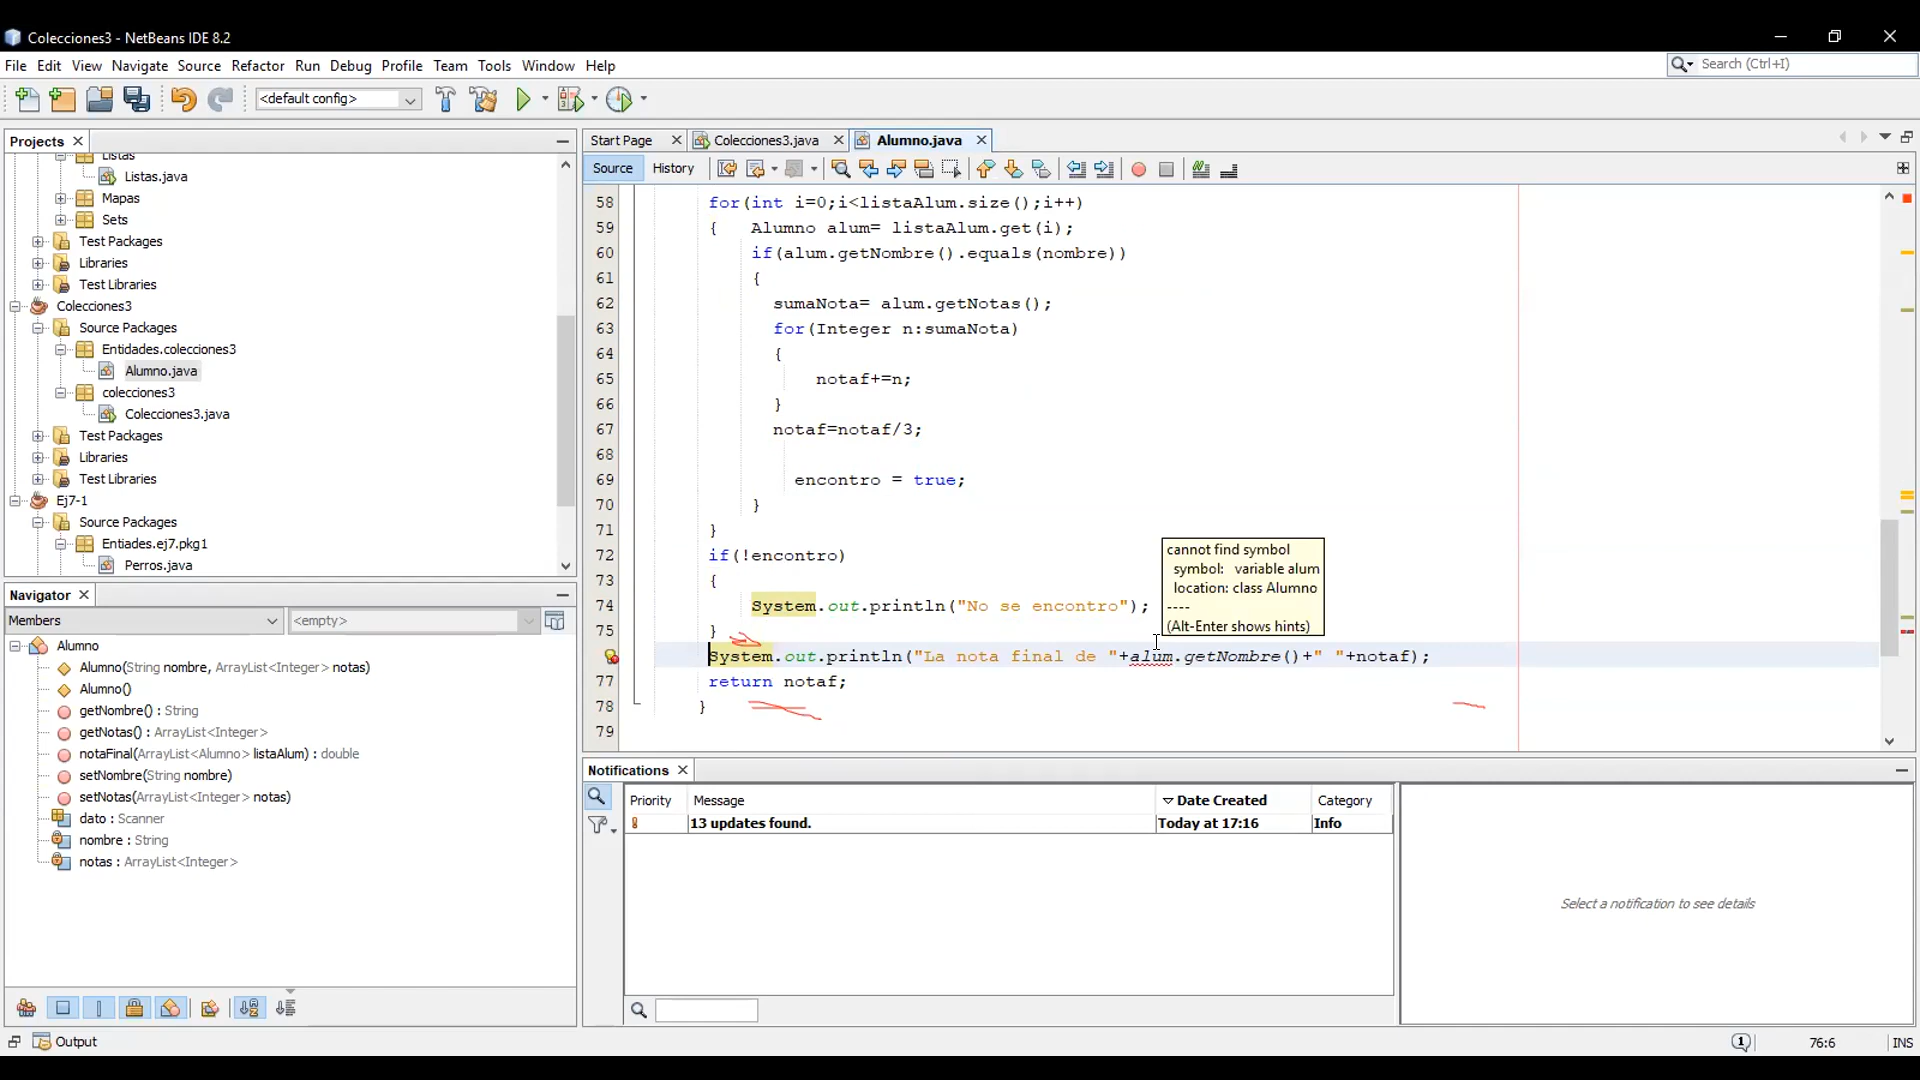 Colecciones3 - NetBeans IDE 8.2
File Edit View Navigate Source Refactor Run Debug Profile Team Tools Window Help
Search (Ctrl+I)
<default config>
Projects
Listas
Listas.java
Mapas
Sets
Test Packages
Libraries
Test Libraries
Colecciones3
Source Packages
Entidades.colecciones3
Alumno.java
colecciones3
Colecciones3.java
Test Packages
Libraries
Test Libraries
Ej7-1
Source Packages
Entiades.ej7.pkg1
Perros.java
Navigator
Members
<empty>
Alumno
Alumno(String nombre, ArrayList<Integer> notas)
Alumno()
getNombre() : String
getNotas() : ArrayList<Integer>
notaFinal(ArrayList<Alumno> listaAlum) : double
setNombre(String nombre)
setNotas(ArrayList<Integer> notas)
dato : Scanner
nombre : String
notas : ArrayList<Integer>
Output
Start Page Colecciones3.java Alumno.java
Source History
58 for(int i=0;i<listaAlum.size();i++)
59 { Alumno alum= listaAlum.get(i);
60 if(alum.getNombre().equals(nombre))
61 {
62 sumaNota= alum.getNotas();
63 for(Integer n:sumaNota)
64 {
65 notaf+=n;
66 }
67 notaf=notaf/3;
68
69 encontro = true;
70 }
71 }
72 if(!encontro)
73 {
74 System.out.println("No se encontro");
75 }
System.out.println("La nota final de "+alum.getNombre()+" "+notaf);
77 return notaf;
78 }
79
cannot find symbol
symbol: variable alum
location: class Alumno
----
(Alt-Enter shows hints)
Notifications
Priority Message Date Created Category
13 updates found. Today at 17:16 Info
Select a notification to see details
1
76:6
INS